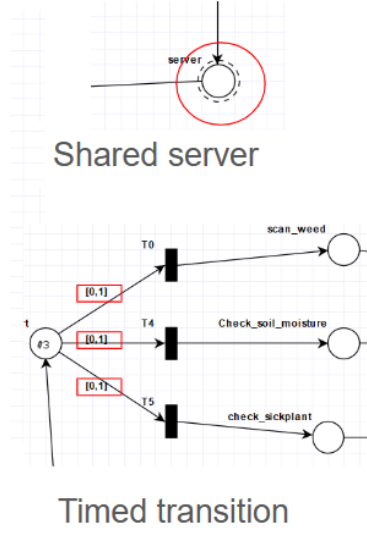 server
Shared server
scan_weed
T0
[0,1]
t
T4
Check_soil_moisture
#3
[0,1]
[0,1]
T5
check_sickplant
Timed transition